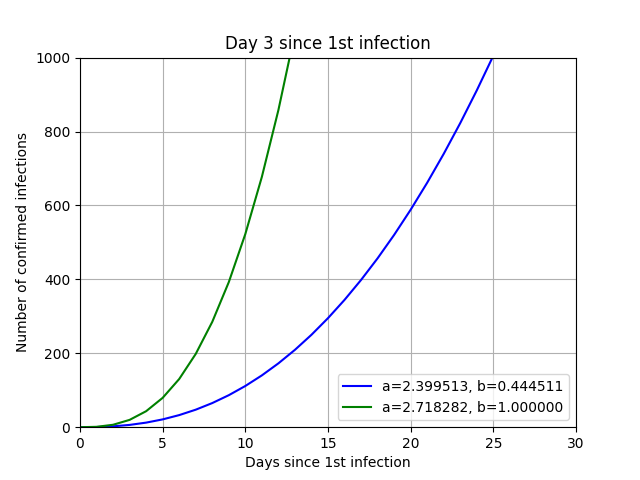 Day 3 since 1st infection
Number of confirmed infections
1000
800
600
400
200
0
0 5 10 15 20 25 30
Days since 1st infection
a=2.399513, b=0.444511
a=2.718282, b=1.000000